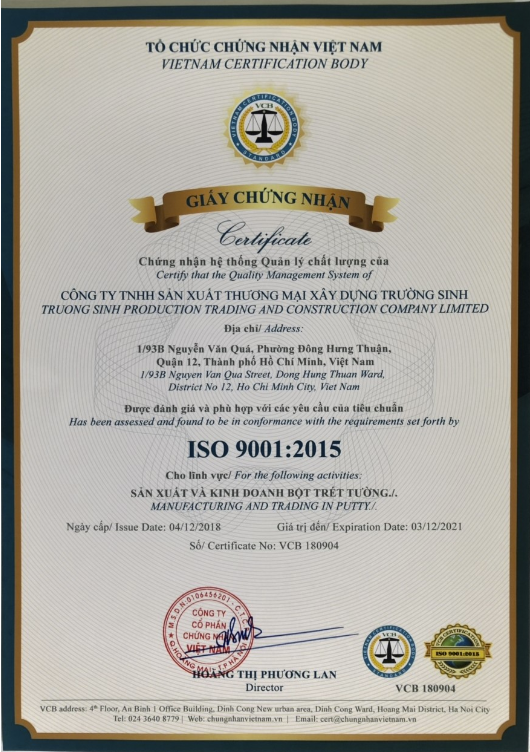 TỔ CHỨC CHỨNG NHẬN VIỆT NAM
VIETNAM CERTIFICATION BODY
VIETNAM CERTIFICATION BODY
VCB
STANDARD
GIẤY CHỨNG NHẬN
Certificate
Chứng nhận hệ thống Quản lý chất lượng của
Certify that the Quality Management System of
CÔNG TY TNHH SẢN XUẤT THƯƠNG MẠI XÂY DỰNG TRƯỜNG SINH
TRUONG SINH PRODUCTION TRADING AND CONSTRUCTION COMPANY LIMITED
Địa chỉ/ Address:
1/93B Nguyễn Văn Quá, Phường Đông Hưng Thuận,
Quận 12, Thành phố Hồ Chí Minh, Việt Nam
1/93B Nguyen Van Qua Street, Dong Hung Thuan Ward,
District No 12, Ho Chi Minh City, Viet Nam
Được đánh giá và phù hợp với các yêu cầu của tiêu chuẩn
Has been assessed and found to be in conformance with the requirements set forth by
ISO 9001:2015
Cho lĩnh vực/ For the following activities:
SẢN XUẤT VÀ KINH DOANH BỘT TRÉT TƯỜNG./.
MANUFACTURING AND TRADING IN PUTTY./.
Ngày cấp/ Issue Date: 04/12/2018 Giá trị đến/ Expiration Date: 03/12/2021
Số/ Certificate No: VCB 180904
M.S.D.N:0106456201-C.T.C
CÔNG TY
CỔ PHẦN
CHỨNG NHẬN
VIỆT NAM
Q.HOÀNG MAI-T.P HÀ NỘI
HOÀNG THỊ PHƯƠNG LAN
Director
VIETNAM CERTIFICATION BODY
VCB
STANDARD
VCB CERTIFICATION
ISO 9001:2015
VCB 180904
VCB address: 4th Floor, An Binh 1 Office Building, Dinh Cong New urban area, Dinh Cong Ward, Hoang Mai District, Ha Noi City
Tel: 024 3640 8779 | Web: chungnhanvietnam.vn | Email: cert@chungnhanvietnam.vn